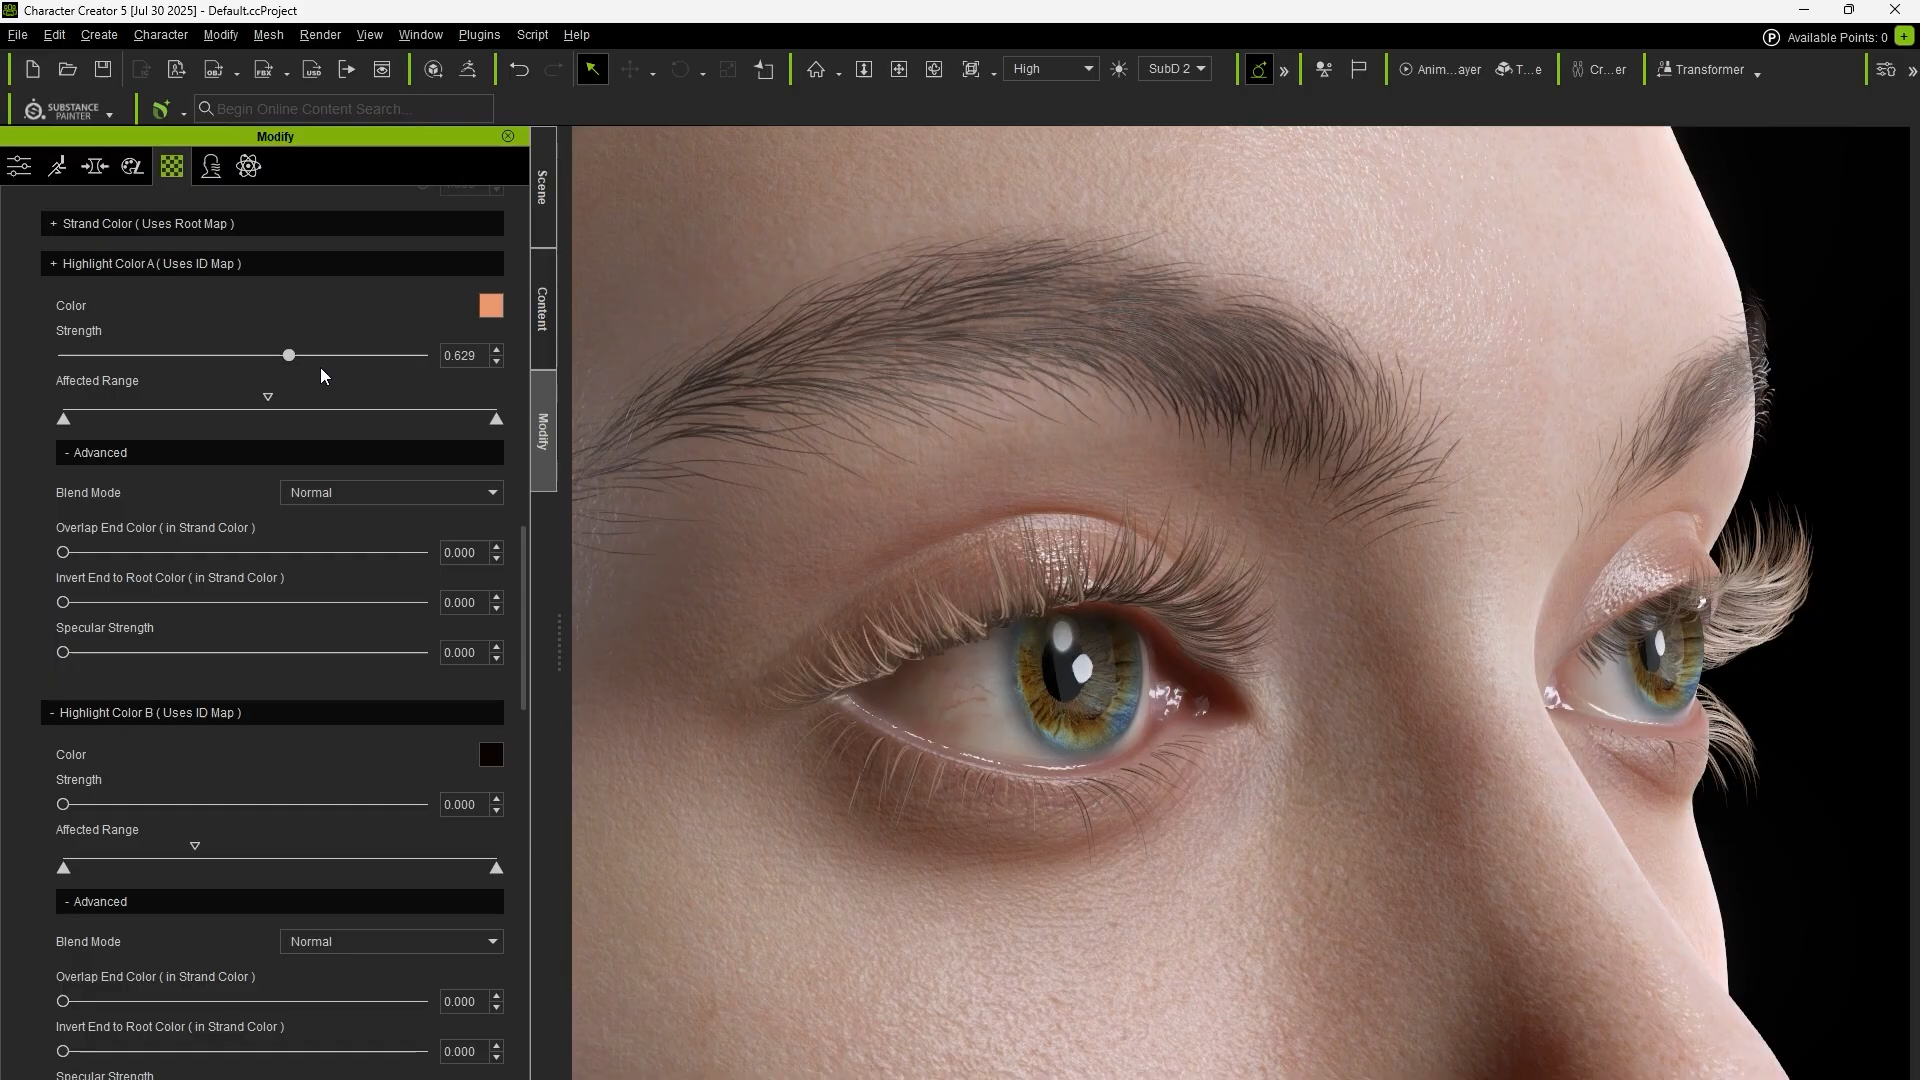 Character Creator 5 [Jul 30 2025] - Default.ccProject
File Edit Create Character Modify Mesh Render View Window Plugins Script Help
P Available Points: 0 +
OBJ FBX USD High SubD 2 Anim...ayer T...e Cr...er Transformer
SUBSTANCE PAINTER Begin Online Content Search...
Modify
Scene
Content
Modify
+ Strand Color ( Uses Root Map )
+ Highlight Color A ( Uses ID Map )
Color
Strength
0.629
Affected Range
- Advanced
Blend Mode Normal
Overlap End Color ( in Strand Color )
0.000
Invert End to Root Color ( in Strand Color )
0.000
Specular Strength
0.000
- Highlight Color B ( Uses ID Map )
Color
Strength
0.000
Affected Range
- Advanced
Blend Mode Normal
Overlap End Color ( in Strand Color )
0.000
Invert End to Root Color ( in Strand Color )
0.000
Specular Strength